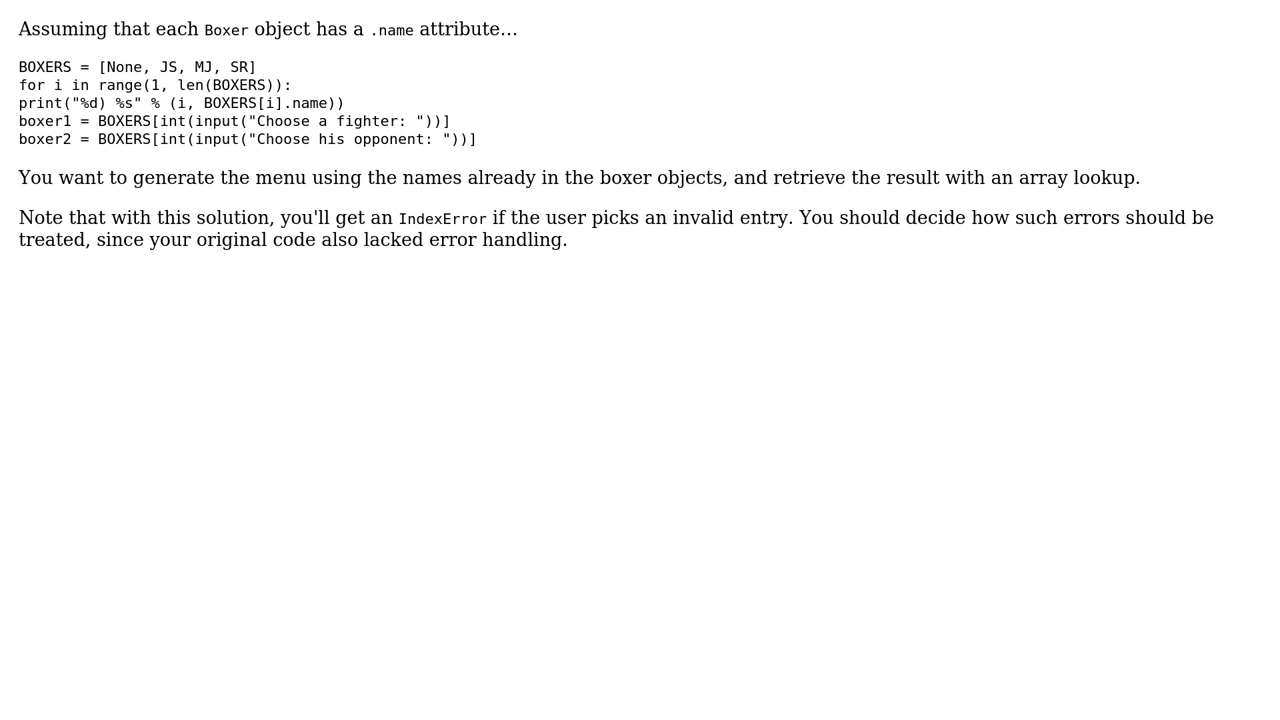 Assuming that each Boxer object has a .name attribute…
BOXERS = [None, JS, MJ, SR]
for i in range(1, len(BOXERS)):
print("%d) %s" % (i, BOXERS[i].name))
boxer1 = BOXERS[int(input("Choose a fighter: "))]
boxer2 = BOXERS[int(input("Choose his opponent: "))]
You want to generate the menu using the names already in the boxer objects, and retrieve the result with an array lookup.
Note that with this solution, you'll get an IndexError if the user picks an invalid entry. You should decide how such errors should be
treated, since your original code also lacked error handling.